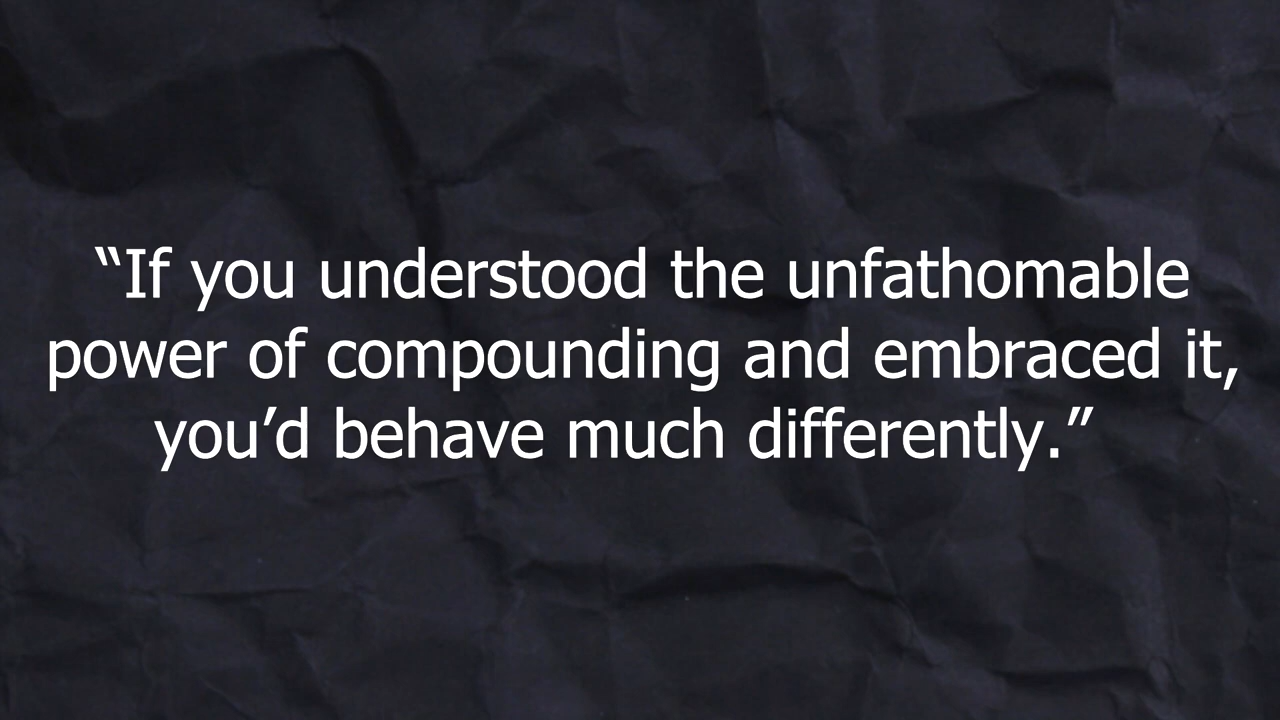 “If you understood the unfathomable
power of compounding and embraced it,
you’d behave much differently.”